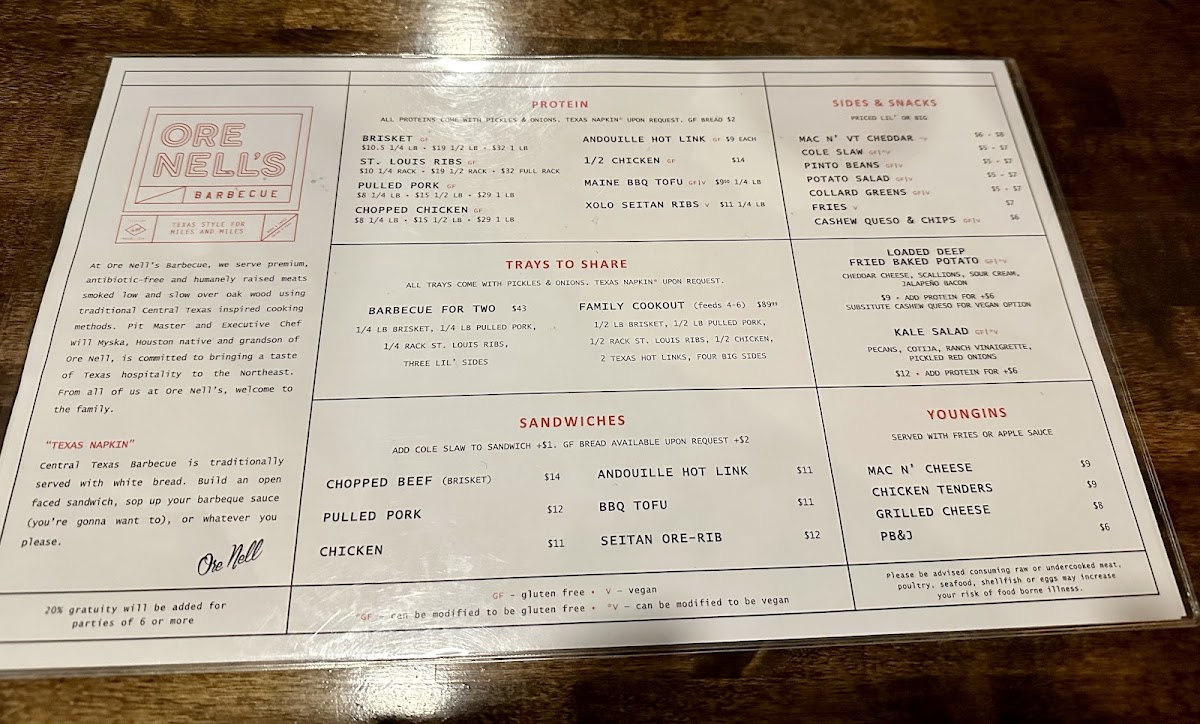 ORE
NELL'S
BARBECUE
TEXAS STYLE FOR
MILES AND MILES
At Ore Nell's Barbecue, we serve premium,
antibiotic-free and humanely raised meats
smoked low and slow over oak wood using
traditional Central Texas inspired cooking
methods. Pit Master and Executive Chef
Will Myska, Houston native and grandson of
Ore Nell, is committed to bringing a taste
of Texas hospitality to the Northeast.
From all of us at Ore Nell's, welcome to
the family.
"TEXAS NAPKIN"
Central Texas Barbecue is traditionally
served with white bread. Build an open
faced sandwich, sop up your barbeque sauce
(you're gonna want to), or whatever you
please.
Ore Nell
20% gratuity will be added for
parties of 6 or more
PROTEIN
ALL PROTEINS COME WITH PICKLES & ONIONS. TEXAS NAPKIN* UPON REQUEST. GF BREAD $2
BRISKET GF
$10.5 1/4 LB • $19 1/2 LB • $32 1 LB
ST. LOUIS RIBS GF
$10 1/4 RACK • $19 1/2 RACK • $32 FULL RACK
PULLED PORK GF
$8 1/4 LB • $15 1/2 LB • $29 1 LB
CHOPPED CHICKEN GF
$8 1/4 LB • $15 1/2 LB • $29 1 LB
ANDOUILLE HOT LINK GF $9 EACH
1/2 CHICKEN GF $14
MAINE BBQ TOFU GF|V $9⁵⁰ 1/4 LB
XOLO SEITAN RIBS V $11 1/4 LB
TRAYS TO SHARE
ALL TRAYS COME WITH PICKLES & ONIONS. TEXAS NAPKIN* UPON REQUEST.
BARBECUE FOR TWO $43
1/4 LB BRISKET, 1/4 LB PULLED PORK,
1/4 RACK ST. LOUIS RIBS,
THREE LIL' SIDES
FAMILY COOKOUT (feeds 4-6) $89⁹⁹
1/2 LB BRISKET, 1/2 LB PULLED PORK,
1/2 RACK ST. LOUIS RIBS, 1/2 CHICKEN,
2 TEXAS HOT LINKS, FOUR BIG SIDES
SANDWICHES
ADD COLE SLAW TO SANDWICH +$1. GF BREAD AVAILABLE UPON REQUEST +$2
CHOPPED BEEF (BRISKET) $14
PULLED PORK $12
CHICKEN $11
ANDOUILLE HOT LINK $11
BBQ TOFU $11
SEITAN ORE-RIB $12
GF - gluten free • V - vegan
*GF - can be modified to be gluten free • *V - can be modified to be vegan
SIDES & SNACKS
PRICED LIL' OR BIG
MAC N' VT CHEDDAR *V $6 - $8
COLE SLAW GF|*V $5 - $7
PINTO BEANS GF|V $5 - $7
POTATO SALAD GF|V $5 - $7
COLLARD GREENS GF|V $5 - $7
FRIES V $7
CASHEW QUESO & CHIPS GF|V $6
LOADED DEEP
FRIED BAKED POTATO GF|*V
CHEDDAR CHEESE, SCALLIONS, SOUR CREAM,
JALAPEÑO BACON
$9 • ADD PROTEIN FOR +$6
SUBSTITUTE CASHEW QUESO FOR VEGAN OPTION
KALE SALAD GF|*V
PECANS, COTIJA, RANCH VINAIGRETTE,
PICKLED RED ONIONS
$12 • ADD PROTEIN FOR +$6
YOUNGINS
SERVED WITH FRIES OR APPLE SAUCE
MAC N' CHEESE $9
CHICKEN TENDERS $9
GRILLED CHEESE $8
PB&J $6
Please be advised consuming raw or undercooked meat,
poultry, seafood, shellfish or eggs may increase
your risk of food borne illness.